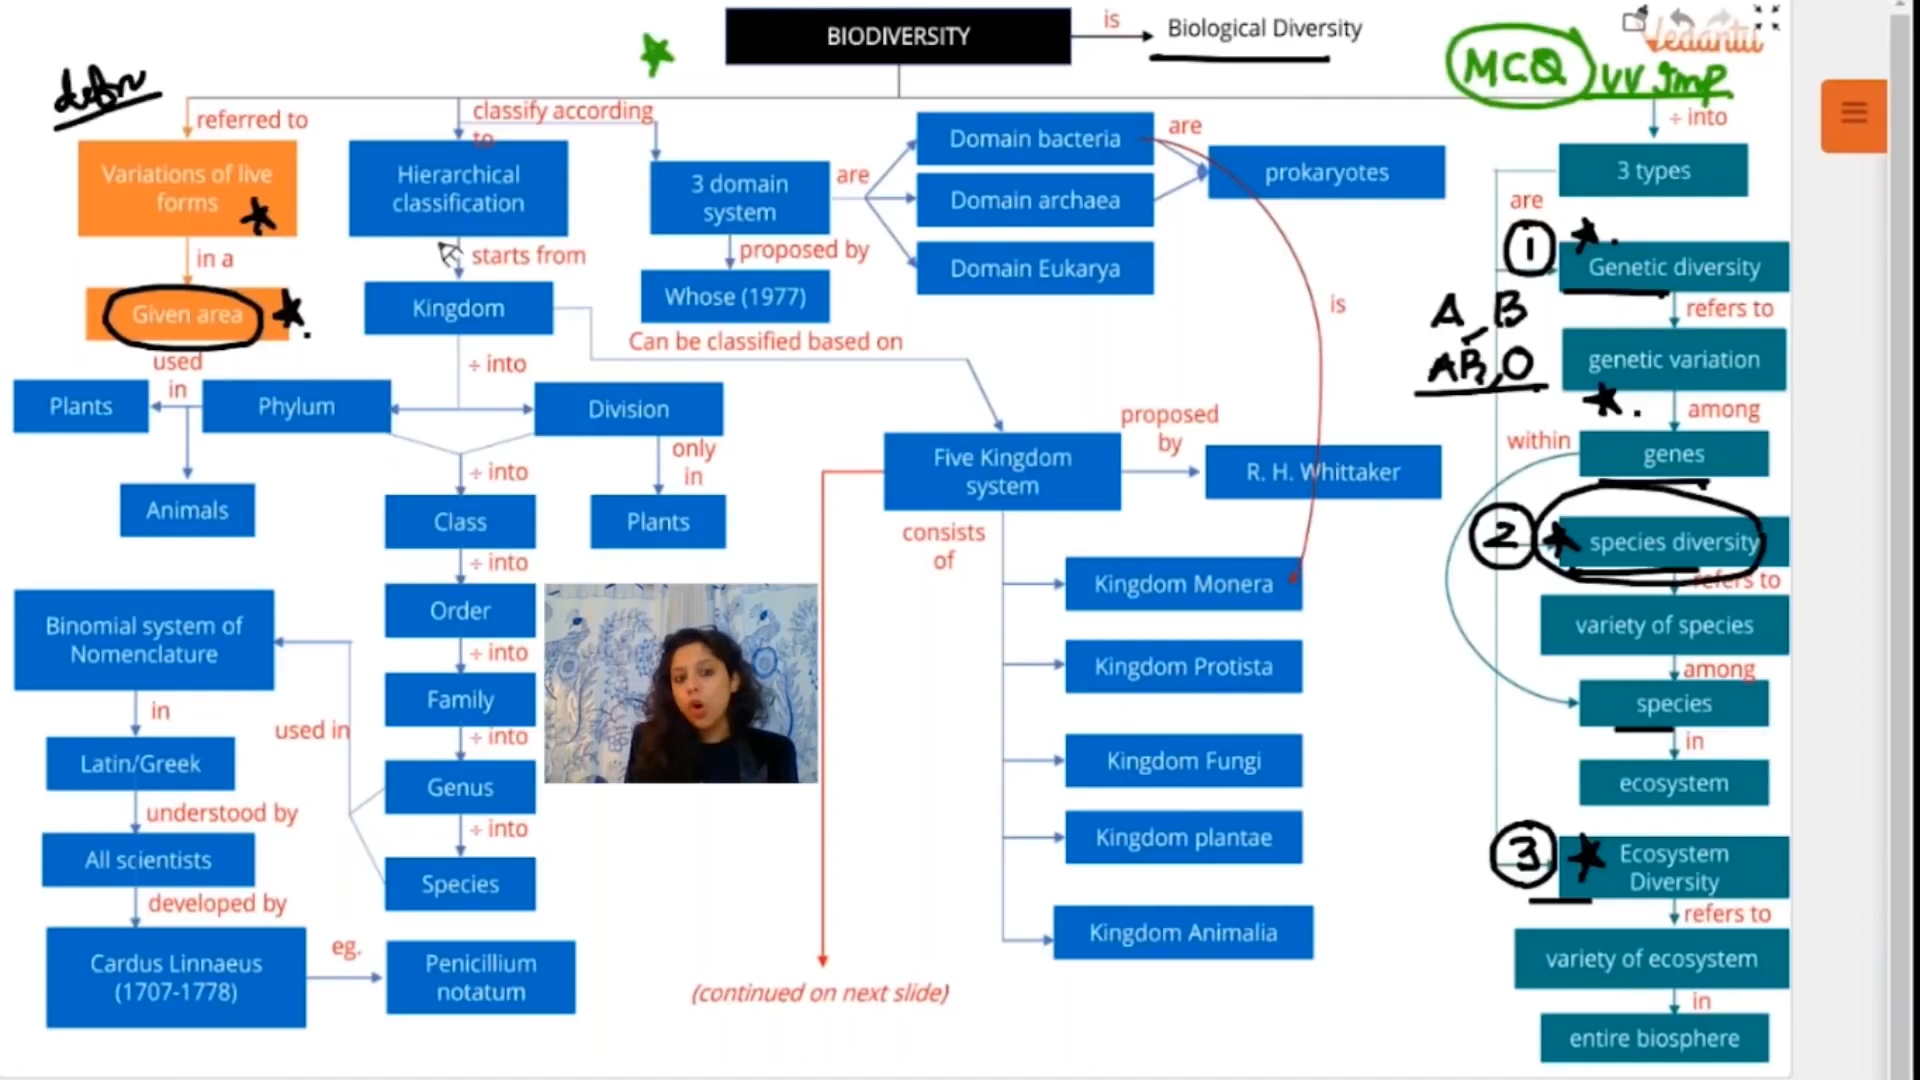 BIODIVERSITY
is
Biological Diversity
Vedantu
MCQ VV Imp
defn
referred to
Variations of live
forms
in a
Given area
classify according
to
Hierarchical
classification
starts from
Kingdom
÷ into
used
in
Plants
Phylum
Division
Animals
only
in
Plants
÷ into
Class
÷ into
Order
÷ into
Family
÷ into
Genus
÷ into
Species
used in
Binomial system of
Nomenclature
in
Latin/Greek
understood by
All scientists
developed by
Cardus Linnaeus
(1707-1778)
eg.
Penicillium
notatum
3 domain
system
proposed by
Whose (1977)
are
Domain bacteria
Domain archaea
Domain Eukarya
are
prokaryotes
is
Can be classified based on
Five Kingdom
system
proposed
by
R. H. Whittaker
consists
of
Kingdom Monera
Kingdom Protista
Kingdom Fungi
Kingdom plantae
Kingdom Animalia
(continued on next slide)
÷ into
3 types
are
1
Genetic diversity
refers to
A, B
AB, O
genetic variation
among
within
genes
2
species diversity
refers to
variety of species
among
species
in
ecosystem
3
Ecosystem
Diversity
refers to
variety of ecosystem
in
entire biosphere